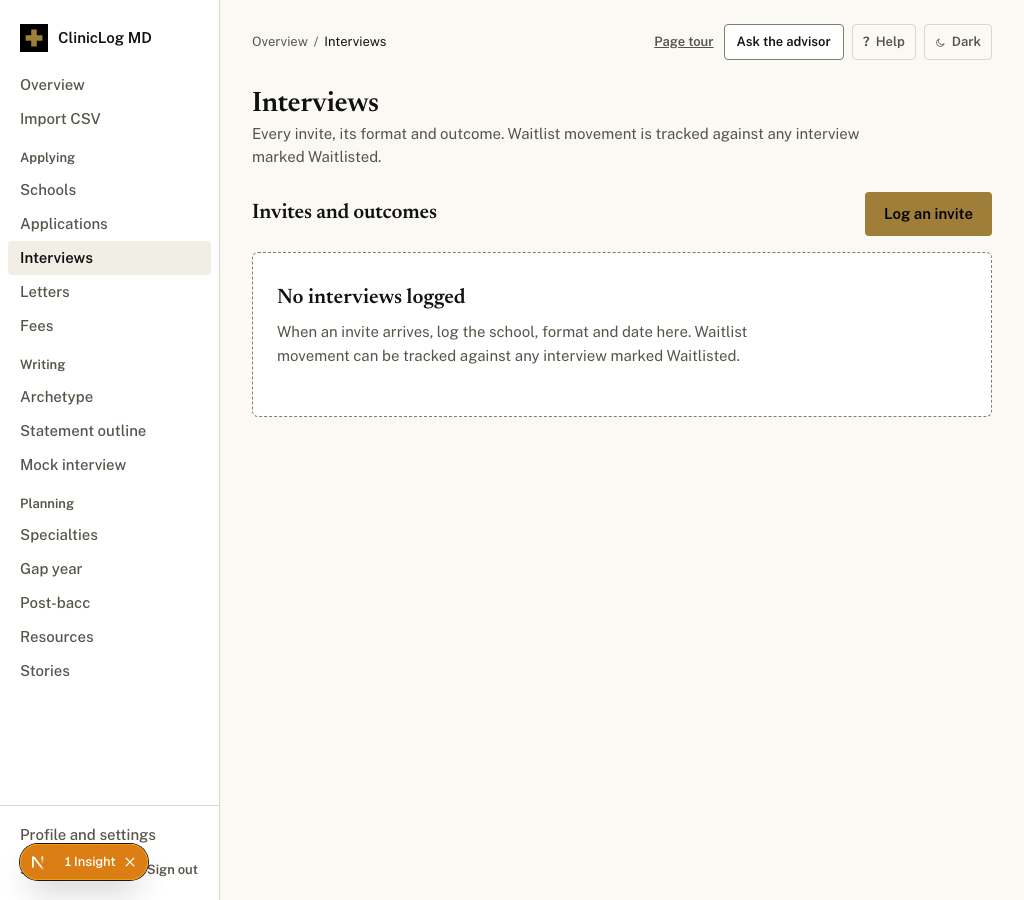 ClinicLog MD
Overview
Import CSV
Applying
Schools
Applications
Interviews
Letters
Fees
Writing
Archetype
Statement outline
Mock interview
Planning
Specialties
Gap year
Post-bacc
Resources
Stories
Profile and settings
1 Insight
Sign out
Overview / Interviews
Page tour
Ask the advisor
? Help
Dark
Interviews
Every invite, its format and outcome. Waitlist movement is tracked against any interview
marked Waitlisted.
Invites and outcomes
Log an invite
No interviews logged
When an invite arrives, log the school, format and date here. Waitlist
movement can be tracked against any interview marked Waitlisted.